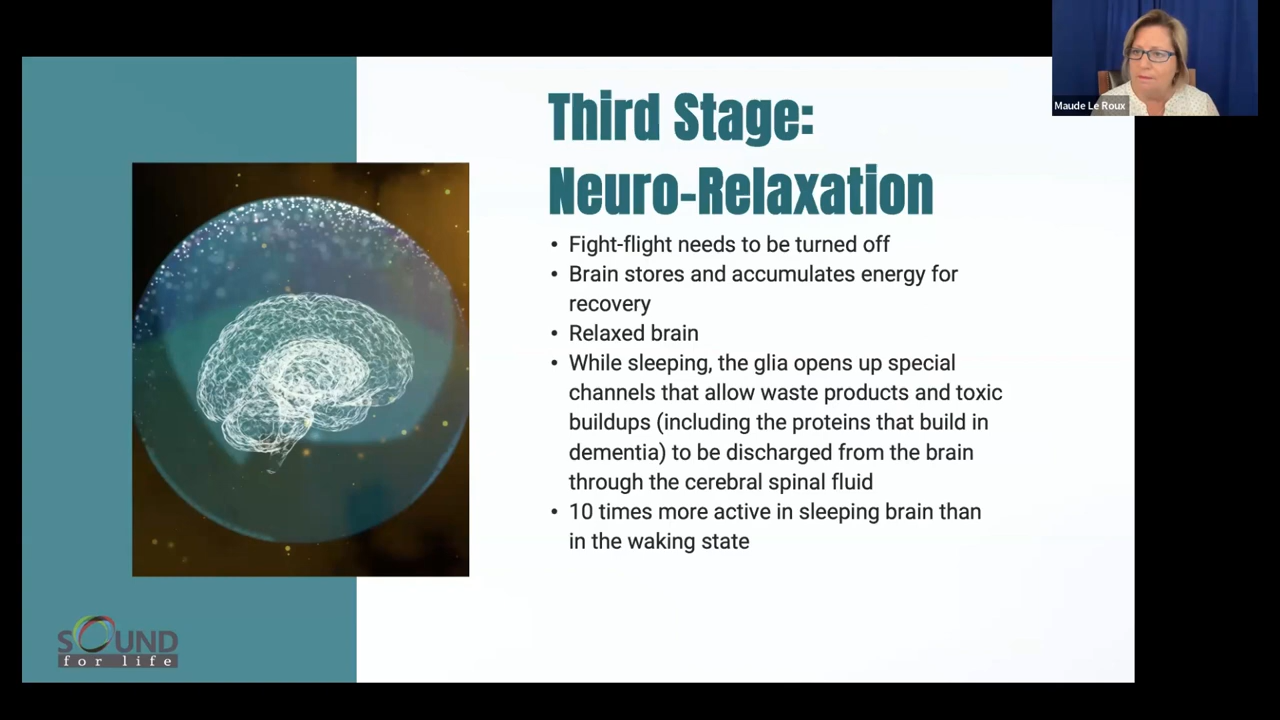 Maude Le Roux
Third Stage:
Neuro-Relaxation
• Fight-flight needs to be turned off
• Brain stores and accumulates energy for
recovery
• Relaxed brain
• While sleeping, the glia opens up special
channels that allow waste products and toxic
buildups (including the proteins that build in
dementia) to be discharged from the brain
through the cerebral spinal fluid
• 10 times more active in sleeping brain than
in the waking state
SOUND
for life